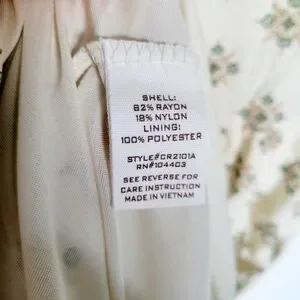 SHELL:
82% RAYON
18% NYLON
LINING:
100% POLYESTER
STYLE#CR2101A
RN#104403
SEE REVERSE FOR
CARE INSTRUCTION
MADE IN VIETNAM